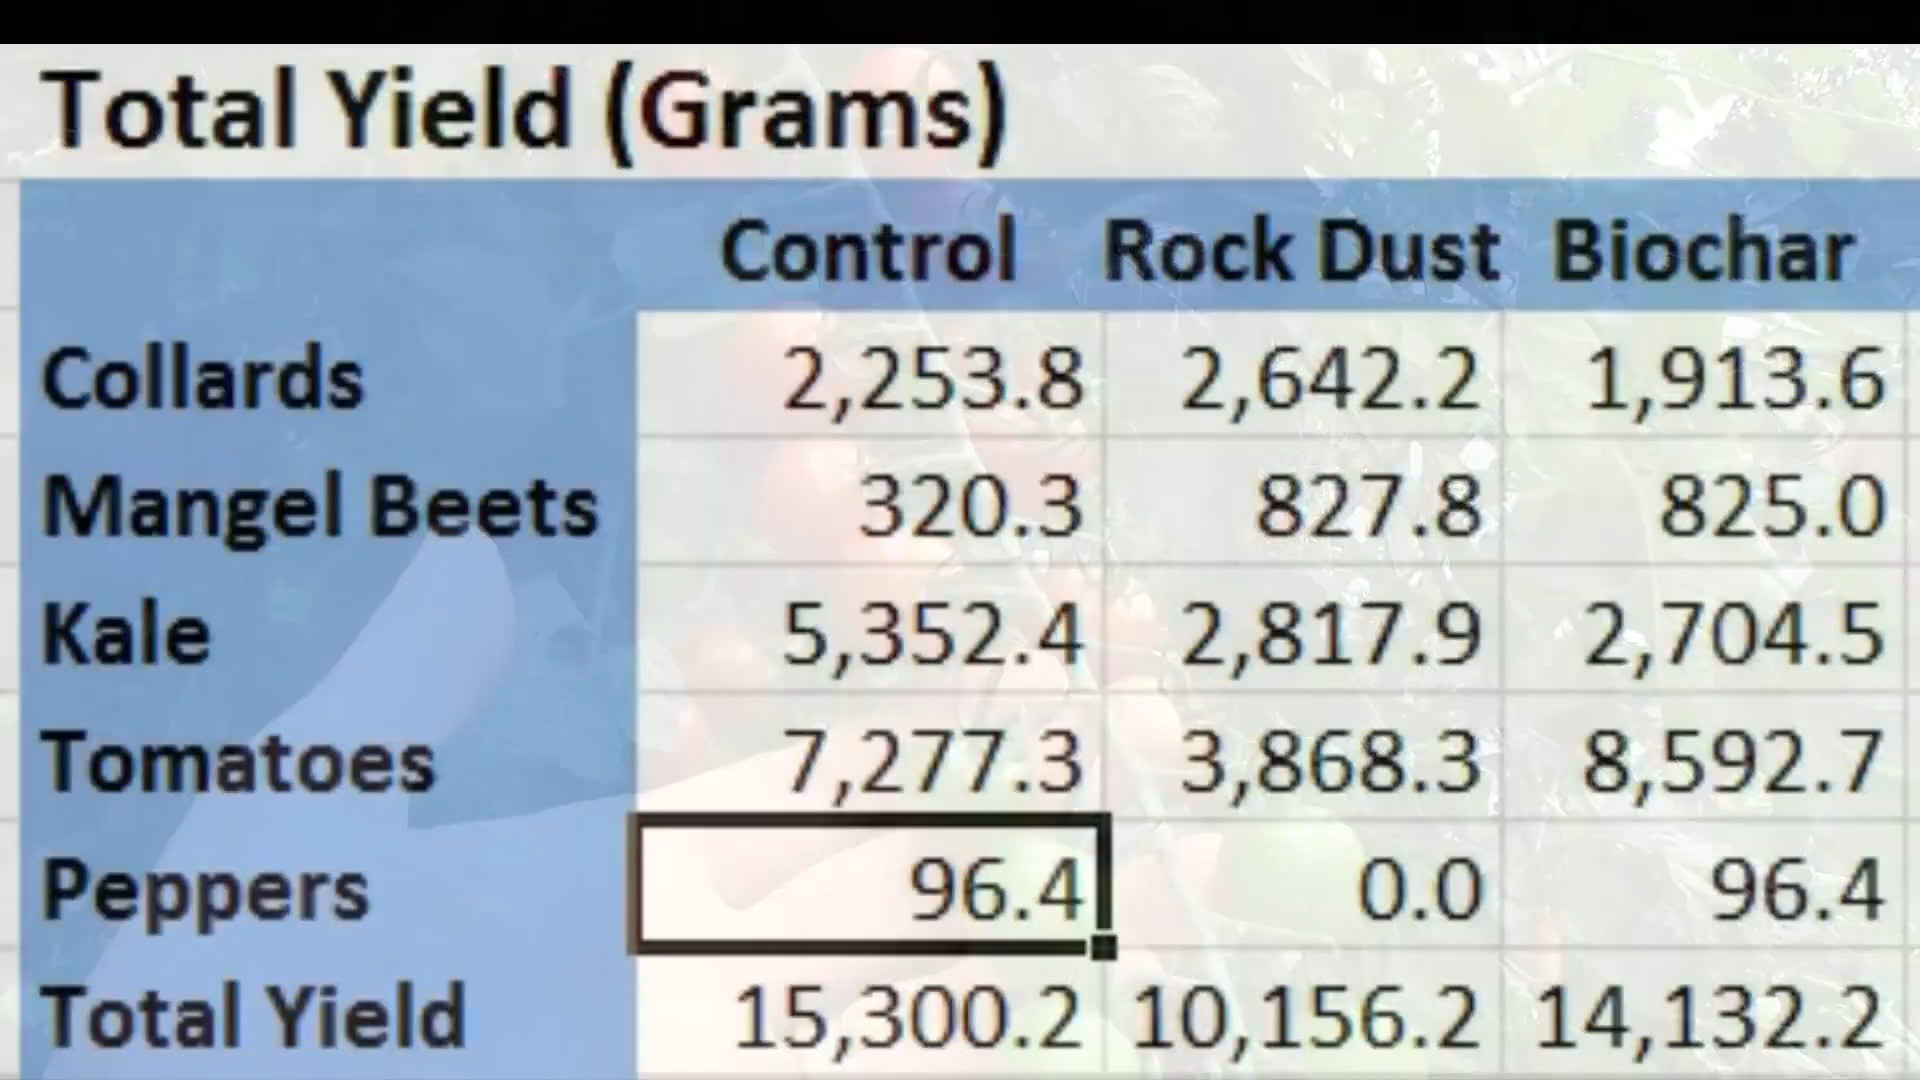 Total Yield (Grams)
Control Rock Dust Biochar
Collards 2,253.8 2,642.2 1,913.6
Mangel Beets 320.3 827.8 825.0
Kale 5,352.4 2,817.9 2,704.5
Tomatoes 7,277.3 3,868.3 8,592.7
Peppers 96.4 0.0 96.4
Total Yield 15,300.2 10,156.2 14,132.2